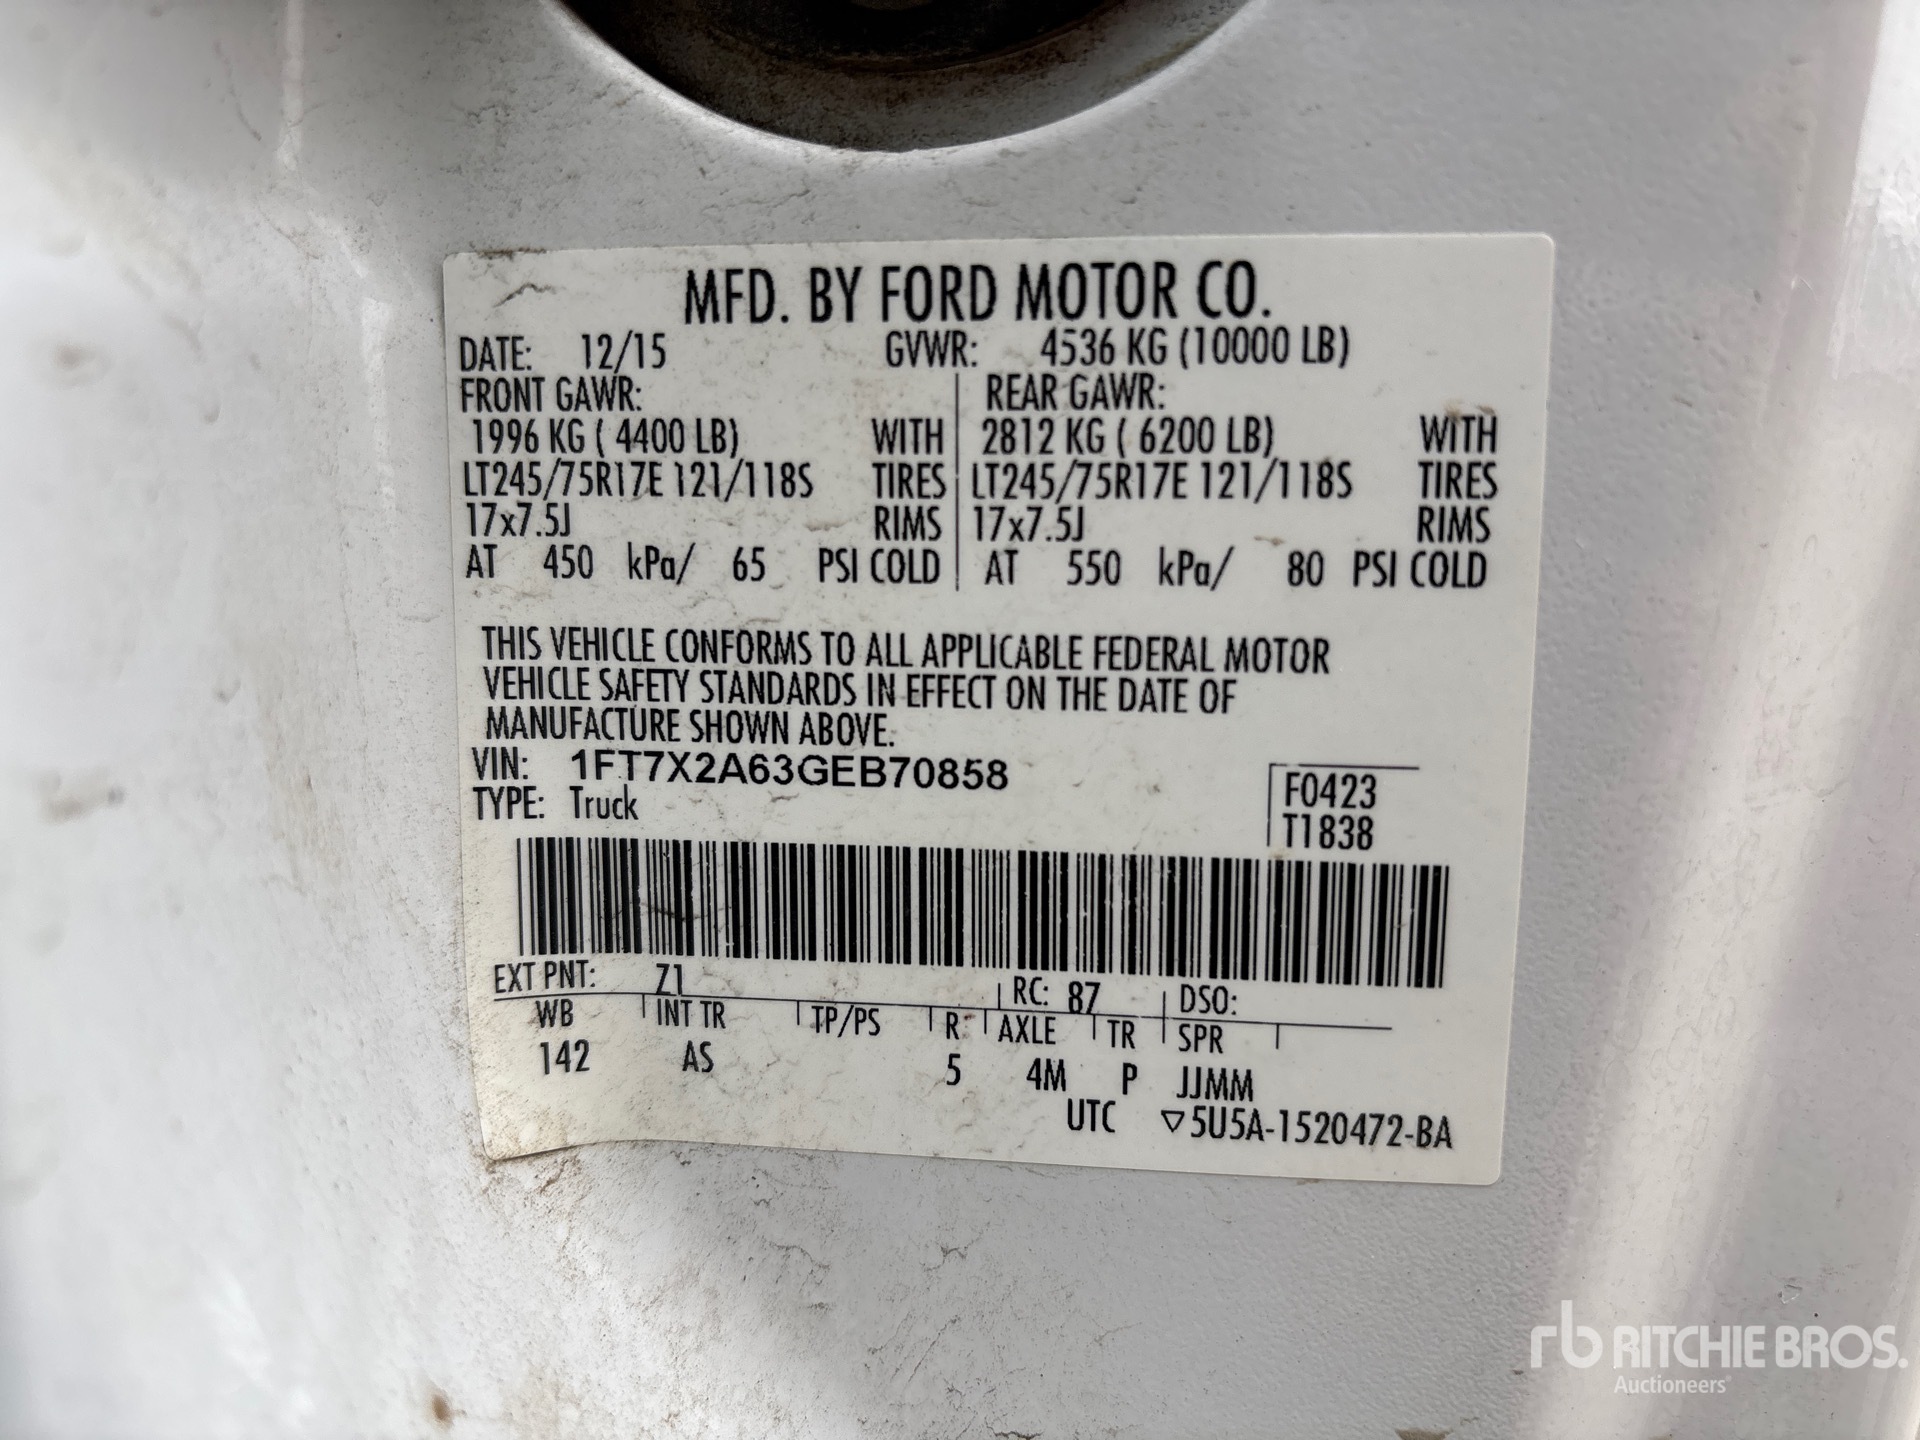 MFD. BY FORD MOTOR CO.
DATE: 12/15 GVWR: 4536 KG (10000 LB)
FRONT GAWR: REAR GAWR:
1996 KG ( 4400 LB) WITH 2812 KG ( 6200 LB) WITH
LT245/75R17E 121/118S TIRES LT245/75R17E 121/118S TIRES
17x7.5J RIMS 17x7.5J RIMS
AT 450 kPa/ 65 PSI COLD AT 550 kPa/ 80 PSI COLD
THIS VEHICLE CONFORMS TO ALL APPLICABLE FEDERAL MOTOR
VEHICLE SAFETY STANDARDS IN EFFECT ON THE DATE OF
MANUFACTURE SHOWN ABOVE.
VIN: 1FT7X2A63GEB70858
TYPE: Truck
F0423
T1838
EXT PNT: Z1 RC: 87 DSO:
WB INT TR TP/PS R AXLE TR SPR
142 AS 5 4M P JJMM
UTC ▽5U5A-1520472-BA
rb RITCHIE BROS.
Auctioneers